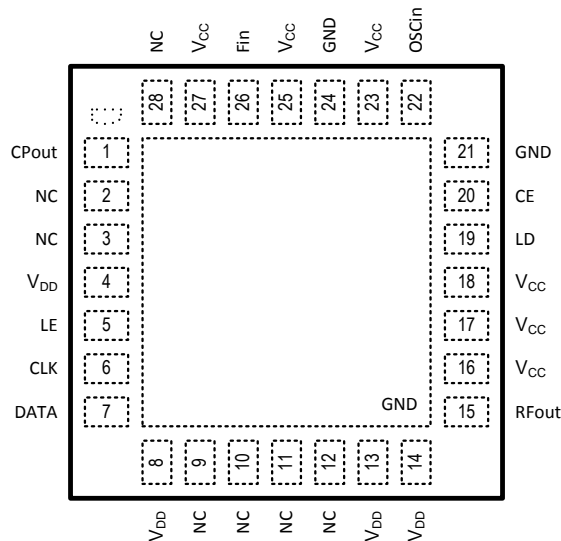 NC VCC Fin VCC GND VCC OSCin
28 27 26 25 24 23 22
CPout 1 21 GND
NC 2 20 CE
NC 3 19 LD
VDD 4 18 VCC
LE 5 17 VCC
CLK 6 16 VCC
DATA 7 GND 15 RFout
8 9 10 11 12 13 14
VDD NC NC NC NC VDD VDD